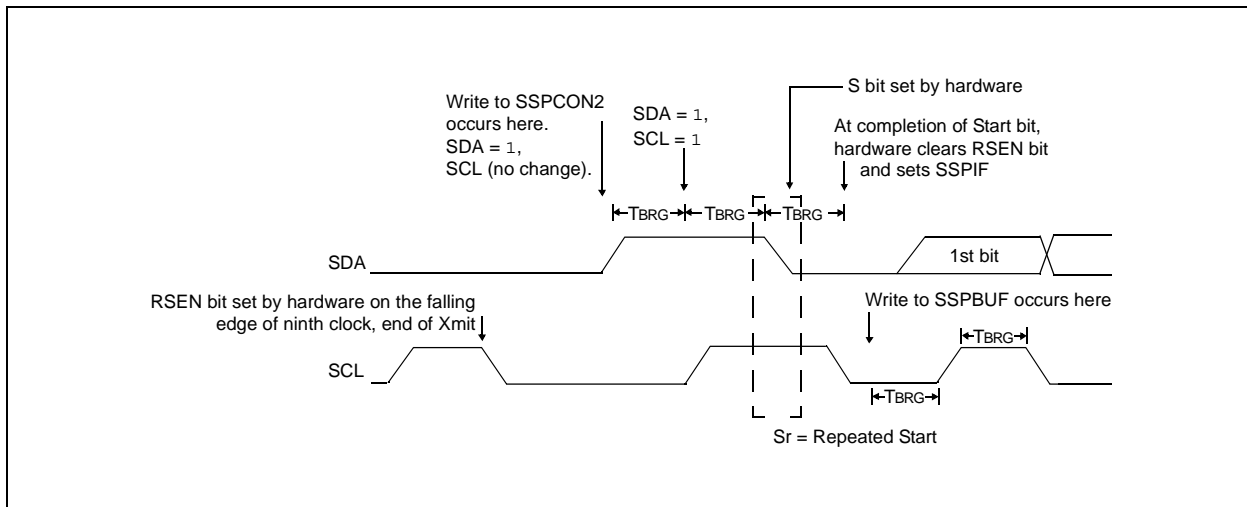 S bit set by hardware
Write to SSPCON2
occurs here.
SDA = 1,
SCL (no change).
SDA = 1,
SCL = 1
At completion of Start bit,
hardware clears RSEN bit
and sets SSPIF
TBRG
TBRG
TBRG
SDA
1st bit
RSEN bit set by hardware on the falling
edge of ninth clock, end of Xmit
Write to SSPBUF occurs here
TBRG
SCL
TBRG
Sr = Repeated Start